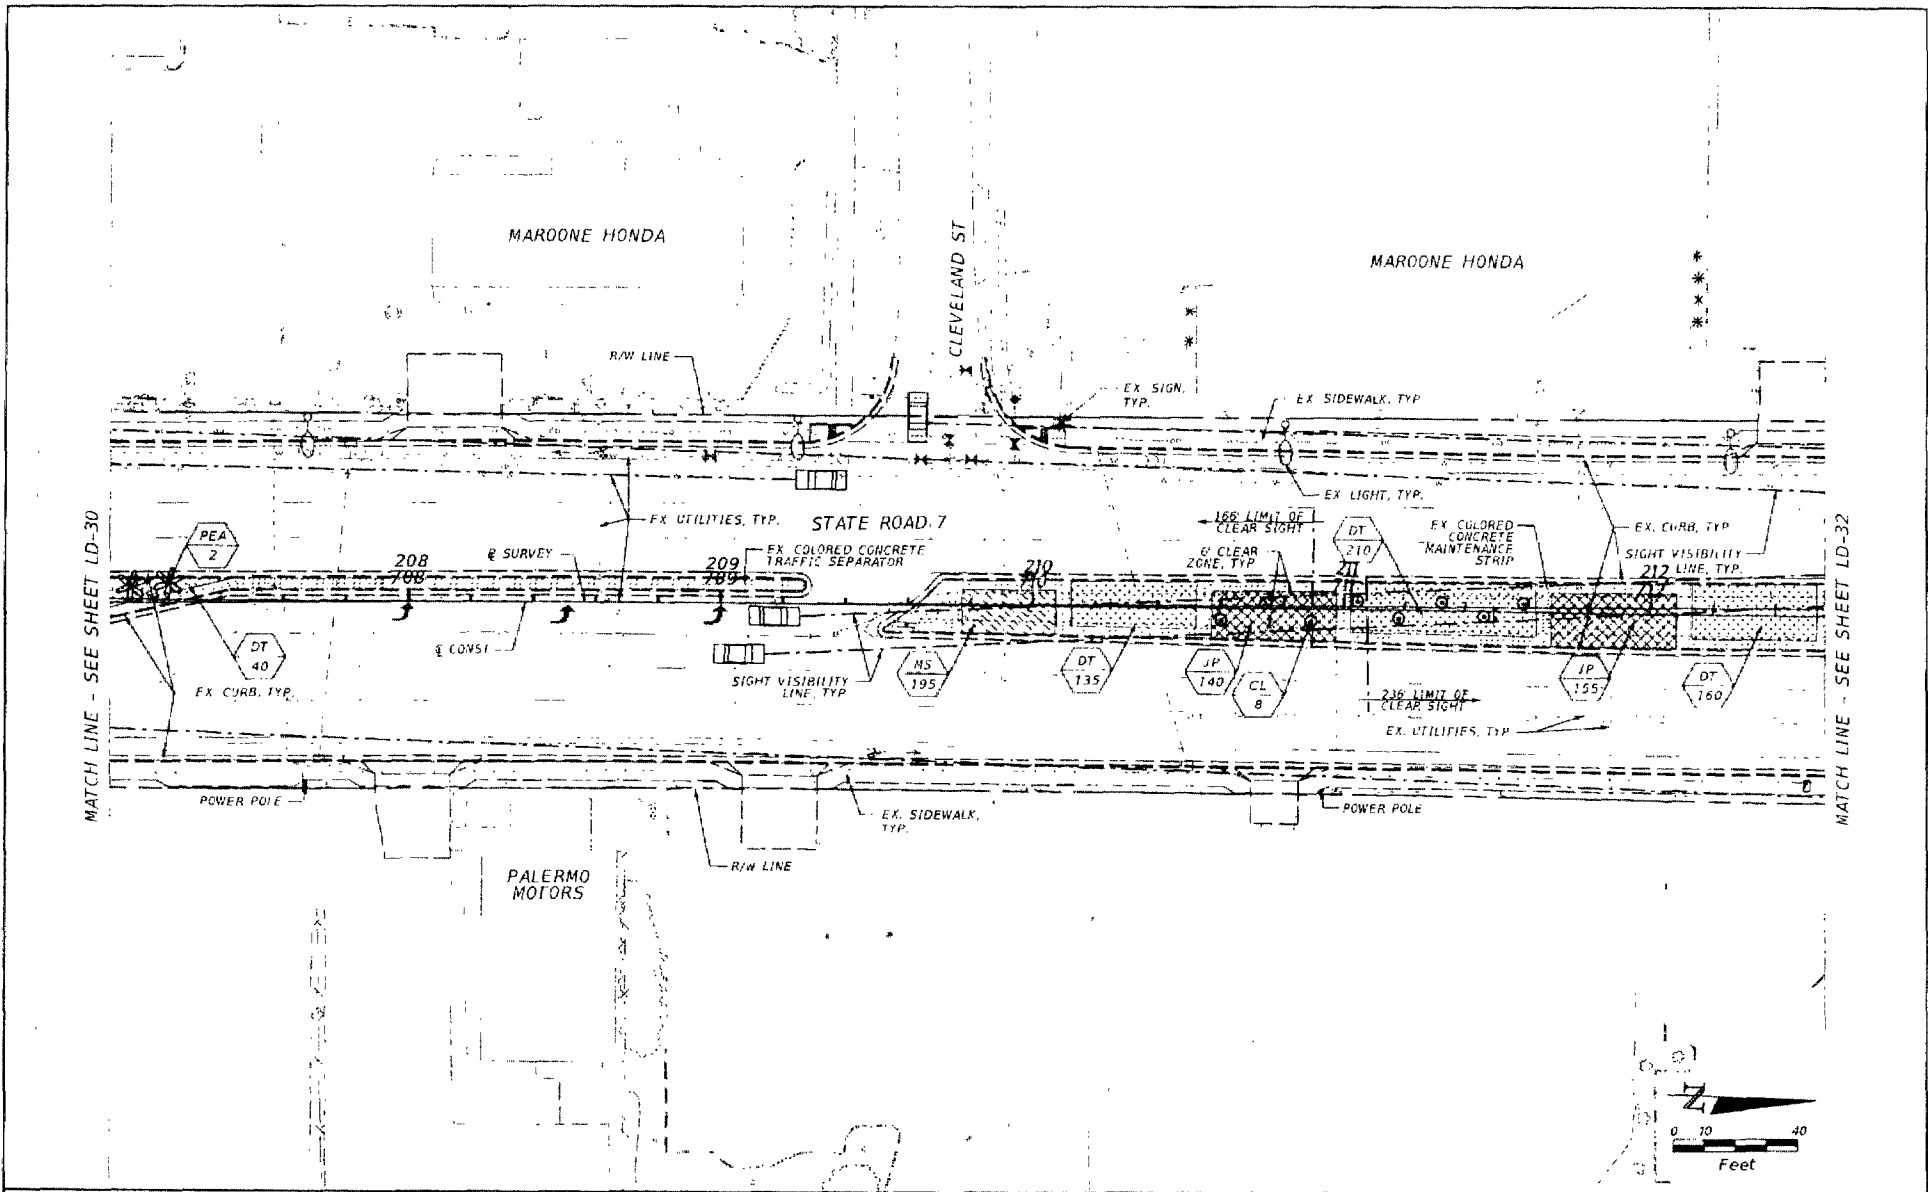 MAROONE HONDA
MAROONE HONDA
CLEVELAND ST
R/W LINE
EX SIGN, TYP.
EX SIDEWALK, TYP
EX LIGHT, TYP.
EX UTILITIES, TYP.
STATE ROAD 7
166' LIMIT OF
CLEAR SIGHT
6' CLEAR
ZONE, TYP
DT
210
EX COLORED
CONCRETE
MAINTENANCE
STRIP
EX. CURB, TYP
SIGHT VISIBILITY
LINE, TYP.
PEA
2
208
℄ SURVEY
209
EX COLORED CONCRETE
TRAFFIC SEPARATOR
210
211
212
MATCH LINE - SEE SHEET LD-30
MATCH LINE - SEE SHEET LD-32
DT
40
℄ CONST
EX CURB, TYP.
SIGHT VISIBILITY
LINE, TYP
MS
195
DT
135
JP
140
CL
8
JP
155
DT
160
236' LIMIT OF
CLEAR SIGHT
EX. UTILITIES, TYP
POWER POLE
EX. SIDEWALK,
TYP.
POWER POLE
R/W LINE
PALERMO
MOTORS
N
0 10 40
Feet